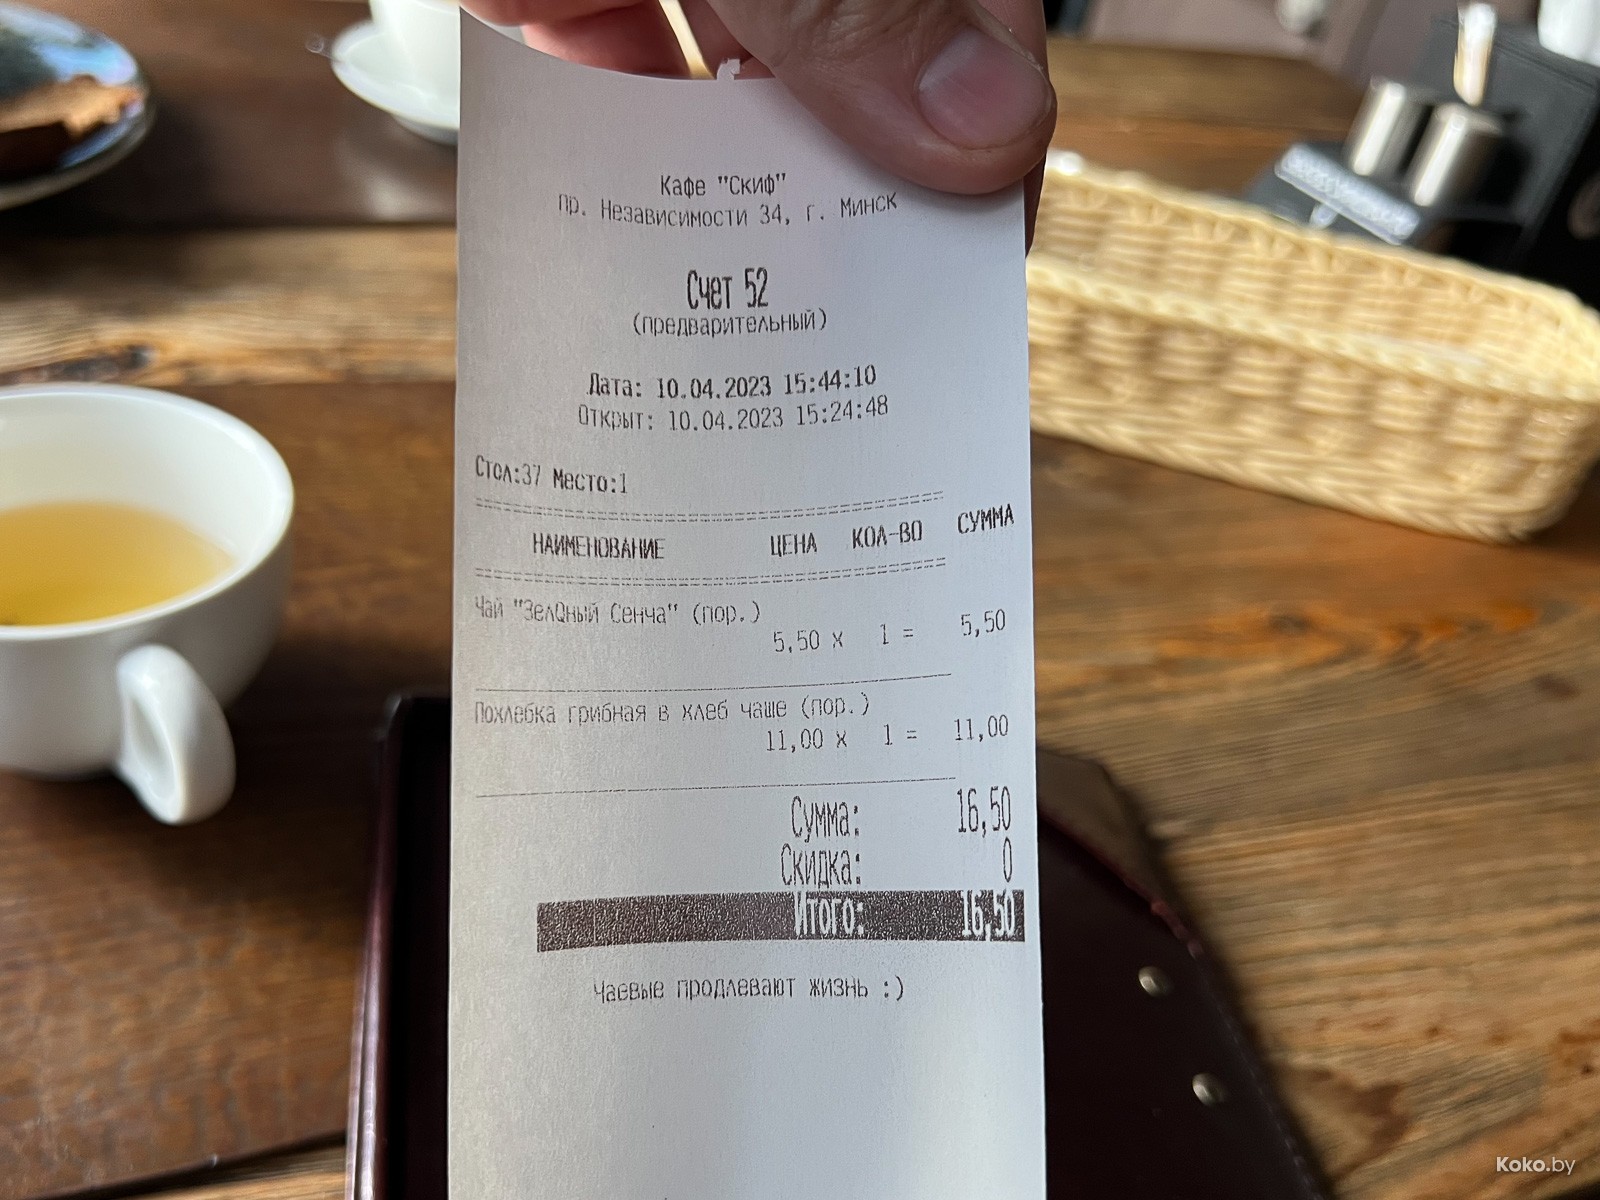 Кафе "Скиф"
пр. Независимости 34, г. Минск
Счет 52
(предварительный)
Дата: 10.04.2023 15:44:10
Открыт: 10.04.2023 15:24:48
Стол:37 Место:1
НАИМЕНОВАНИЕ ЦЕНА КОЛ-ВО СУММА
Чай "ЗелQный Сенча" (пор.)
5,50 x 1 = 5,50
Похлебка грибная в хлеб чаше (пор.)
11,00 x 1 = 11,00
Сумма: 16,50
Скидка: 0
Итого: 16,50
Чаевые продлевают жизнь :)
Koko.by